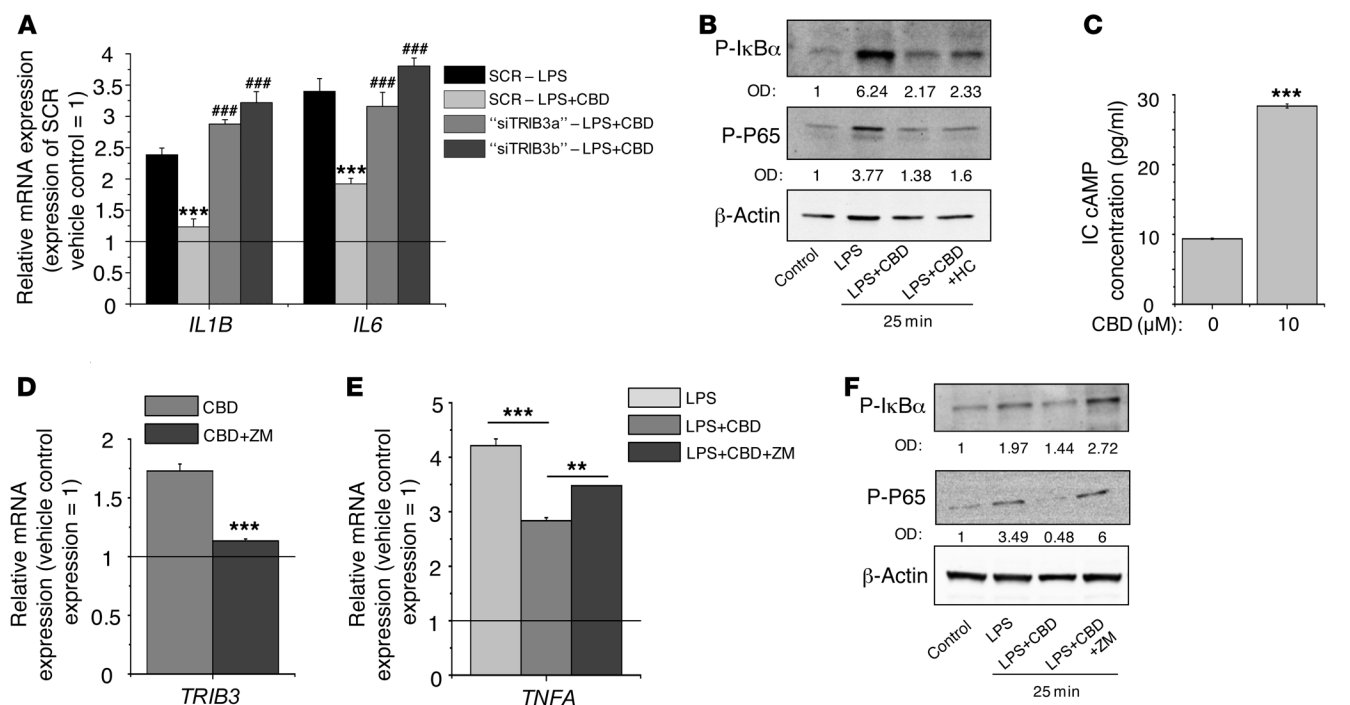 A
Relative mRNA expression
(expression of SCR
vehicle control = 1)
4
3.5
3
2.5
2
1.5
1
0.5
0
***
###
###
***
###
###
IL1B
IL6
SCR – LPS
SCR – LPS+CBD
“siTRIB3a” – LPS+CBD
“siTRIB3b” – LPS+CBD
B
P-IκBα
OD: 1 6.24 2.17 2.33
P-P65
OD: 1 3.77 1.38 1.6
β-Actin
Control
LPS
LPS+CBD
LPS+CBD
+HC
25 min
C
IC cAMP
concentration (pg/ml)
30
20
10
0
***
CBD (μM): 0 10
D
CBD
CBD+ZM
Relative mRNA
expression (vehicle control
expression = 1)
2
1.5
1
0.5
0
***
TRIB3
E
Relative mRNA
expression (vehicle control
expression = 1)
5
4
3
2
1
0
***
**
TNFA
LPS
LPS+CBD
LPS+CBD+ZM
F
P-IκBα
OD: 1 1.97 1.44 2.72
P-P65
OD: 1 3.49 0.48 6
β-Actin
Control
LPS
LPS+CBD
LPS+CBD
+ZM
25 min